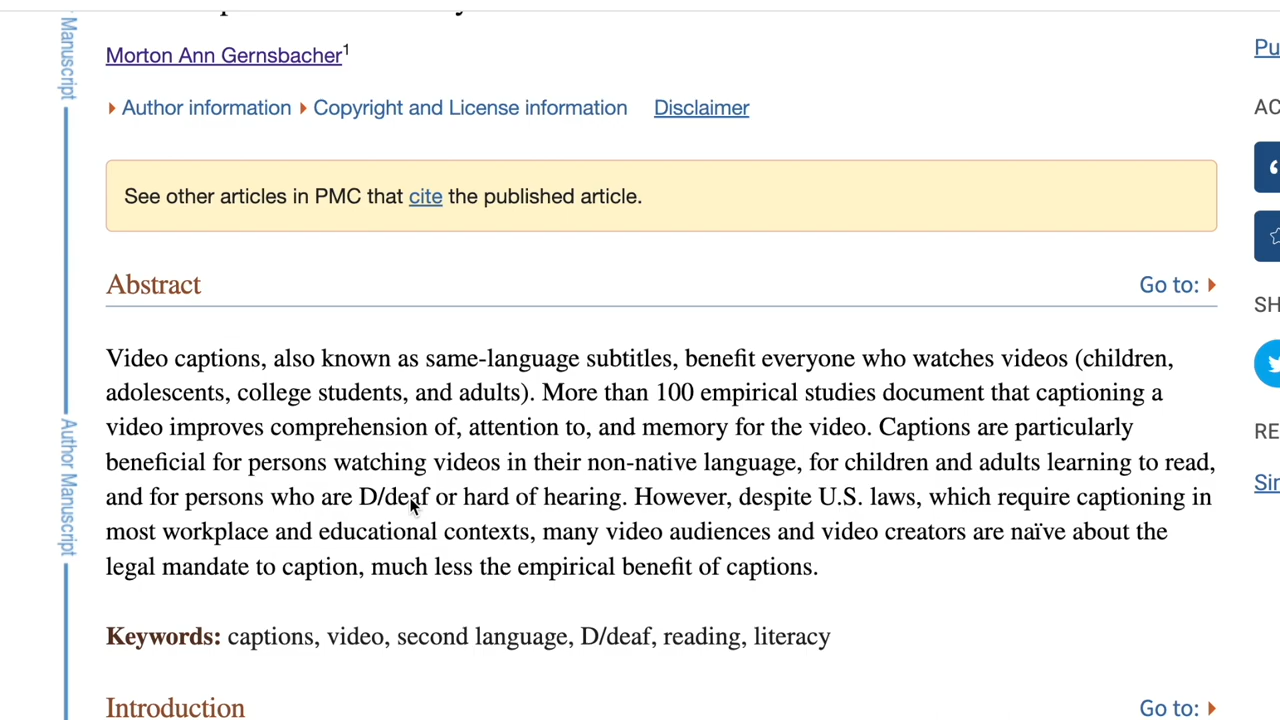 Manuscript
Morton Ann Gernsbacher1
Author information Copyright and License information Disclaimer
See other articles in PMC that cite the published article.
Abstract
Go to:
Video captions, also known as same-language subtitles, benefit everyone who watches videos (children,
adolescents, college students, and adults). More than 100 empirical studies document that captioning a
video improves comprehension of, attention to, and memory for the video. Captions are particularly
beneficial for persons watching videos in their non-native language, for children and adults learning to read,
and for persons who are D/deaf or hard of hearing. However, despite U.S. laws, which require captioning in
most workplace and educational contexts, many video audiences and video creators are naïve about the
legal mandate to caption, much less the empirical benefit of captions.
Author Manuscript
Keywords: captions, video, second language, D/deaf, reading, literacy
Introduction
Go to:
Pu
AC
SH
RE